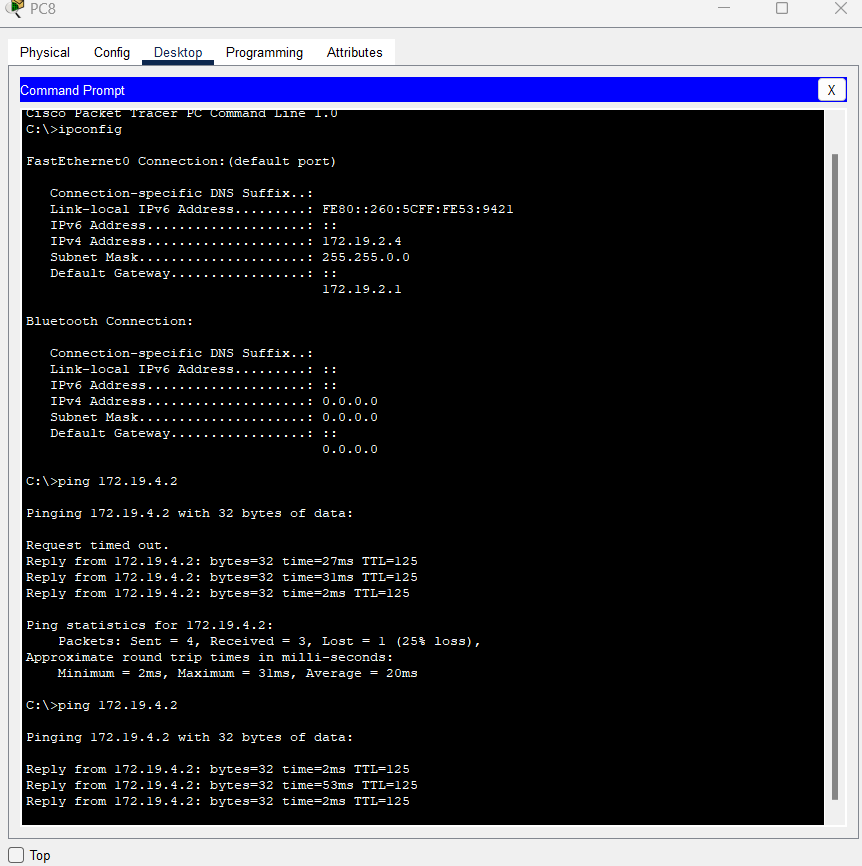 PC8
Physical Config Desktop Programming Attributes
Command Prompt X
Cisco Packet Tracer PC Command Line 1.0
C:\>ipconfig
FastEthernet0 Connection:(default port)
Connection-specific DNS Suffix..:
Link-local IPv6 Address.........: FE80::260:5CFF:FE53:9421
IPv6 Address....................: ::
IPv4 Address....................: 172.19.2.4
Subnet Mask.....................: 255.255.0.0
Default Gateway.................: ::
172.19.2.1
Bluetooth Connection:
Connection-specific DNS Suffix..:
Link-local IPv6 Address.........: ::
IPv6 Address....................: ::
IPv4 Address....................: 0.0.0.0
Subnet Mask.....................: 0.0.0.0
Default Gateway.................: ::
0.0.0.0
C:\>ping 172.19.4.2
Pinging 172.19.4.2 with 32 bytes of data:
Request timed out.
Reply from 172.19.4.2: bytes=32 time=27ms TTL=125
Reply from 172.19.4.2: bytes=32 time=31ms TTL=125
Reply from 172.19.4.2: bytes=32 time=2ms TTL=125
Ping statistics for 172.19.4.2:
Packets: Sent = 4, Received = 3, Lost = 1 (25% loss),
Approximate round trip times in milli-seconds:
Minimum = 2ms, Maximum = 31ms, Average = 20ms
C:\>ping 172.19.4.2
Pinging 172.19.4.2 with 32 bytes of data:
Reply from 172.19.4.2: bytes=32 time=2ms TTL=125
Reply from 172.19.4.2: bytes=32 time=53ms TTL=125
Reply from 172.19.4.2: bytes=32 time=2ms TTL=125
Top